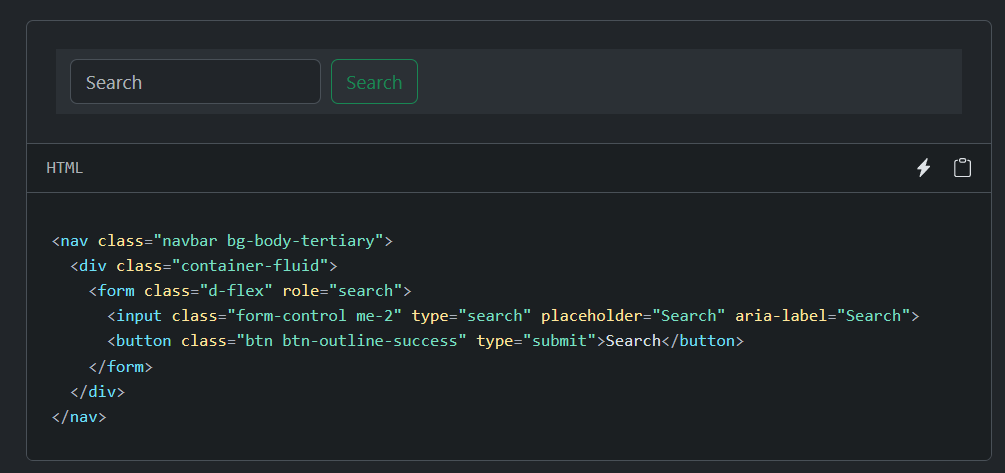 Search Search
HTML
<nav class="navbar bg-body-tertiary">
  <div class="container-fluid">
    <form class="d-flex" role="search">
      <input class="form-control me-2" type="search" placeholder="Search" aria-label="Search">
      <button class="btn btn-outline-success" type="submit">Search</button>
    </form>
  </div>
</nav>